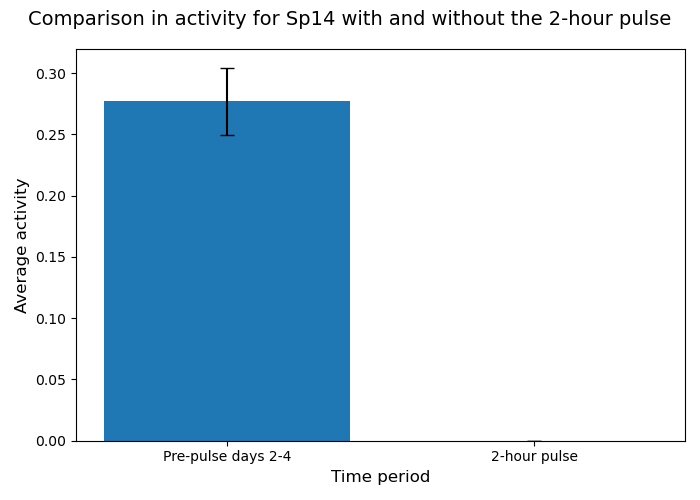 Comparison in activity for Sp14 with and without the 2-hour pulse
0.30
0.25
0.20
0.15
0.10
0.05
0.00
Average activity
Pre-pulse days 2-4
2-hour pulse
Time period